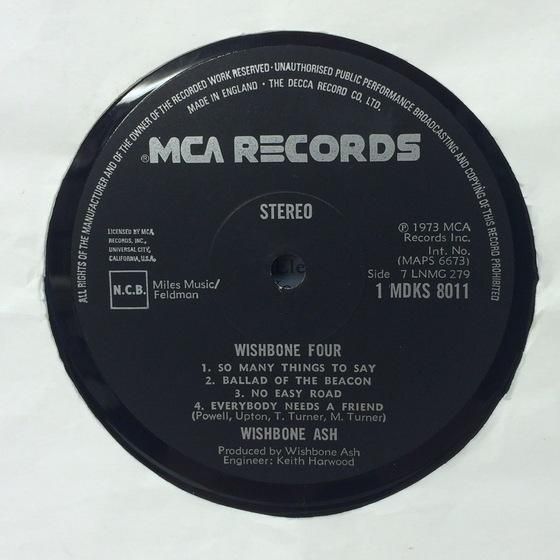 ALL RIGHTS OF THE MANUFACTURER AND OF THE OWNER OF THE RECORDED WORK RESERVED · UNAUTHORISED PUBLIC PERFORMANCE BROADCASTING AND COPYING OF THIS RECORD PROHIBITED
MADE IN ENGLAND · THE DECCA RECORD CO, LTD.
® MCA RECORDS
STEREO
LICENSED BY MCA,
RECORDS, INC.,
UNIVERSAL CITY,
CALIFORNIA, U.S.A.
N.C.B. Miles Music/
Feldman
℗ 1973 MCA
Records Inc.
Int. No.
(MAPS 6673)
Side 7 LNMG 279
1 MDKS 8011
WISHBONE FOUR
1. SO MANY THINGS TO SAY
2. BALLAD OF THE BEACON
3. NO EASY ROAD
4. EVERYBODY NEEDS A FRIEND
(Powell, Upton, T. Turner, M. Turner)
WISHBONE ASH
Produced by Wishbone Ash
Engineer: Keith Harwood